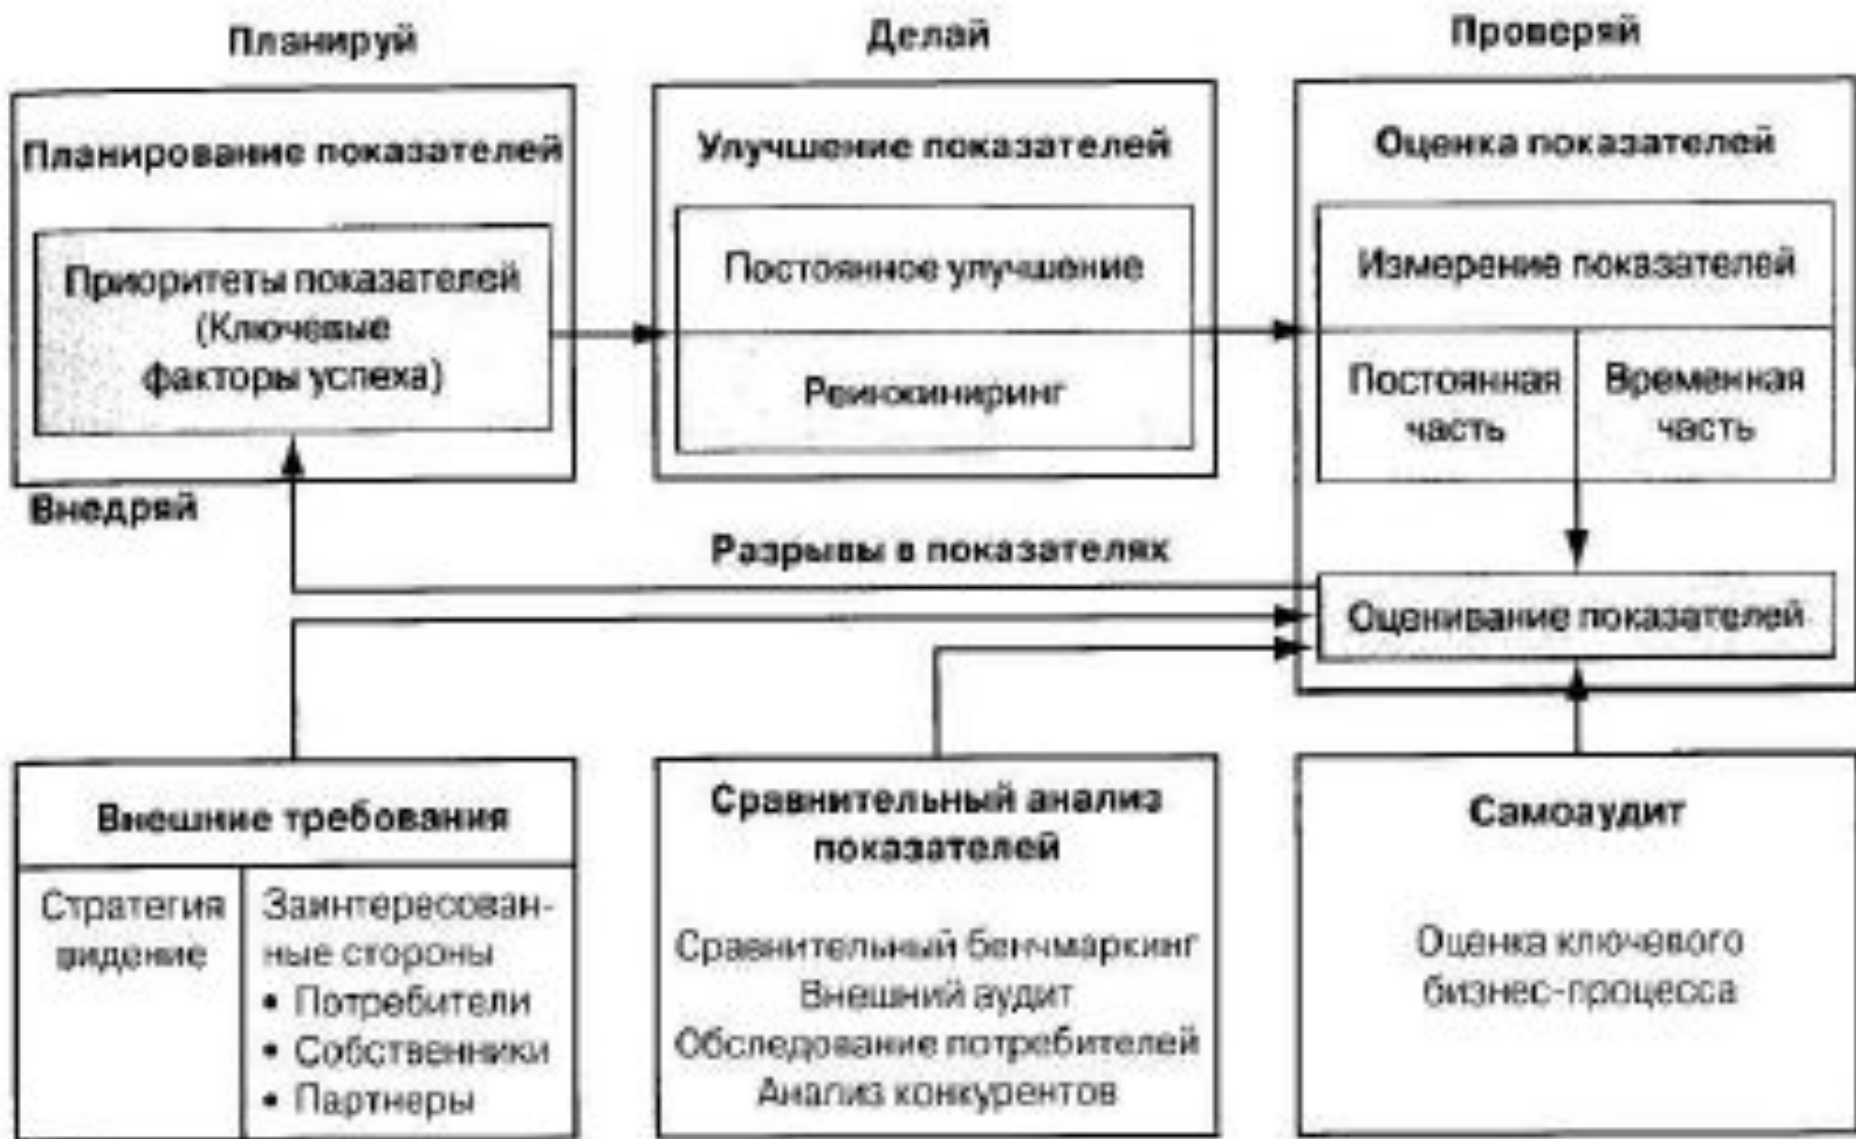 Планируй
Делай
Проверяй
Планирование показателей
Приоритеты показателей
(Ключевые
факторы успеха)
Внедряй
Улучшение показателей
Постоянное улучшение
Реинжиниринг
Оценка показателей
Измерение показателей
Постоянная
часть
Временная
часть
Разрывы в показателях
Оценивание показателей
Внешние требования
Стратегия
видение
Заинтересован-
ные стороны
• Потребители
• Собственники
• Партнеры
Сравнительный анализ
показателей
Сравнительный бенчмаркинг
Внешний аудит
Обследование потребителей
Анализ конкурентов
Самоаудит
Оценка ключевого
бизнес-процесса